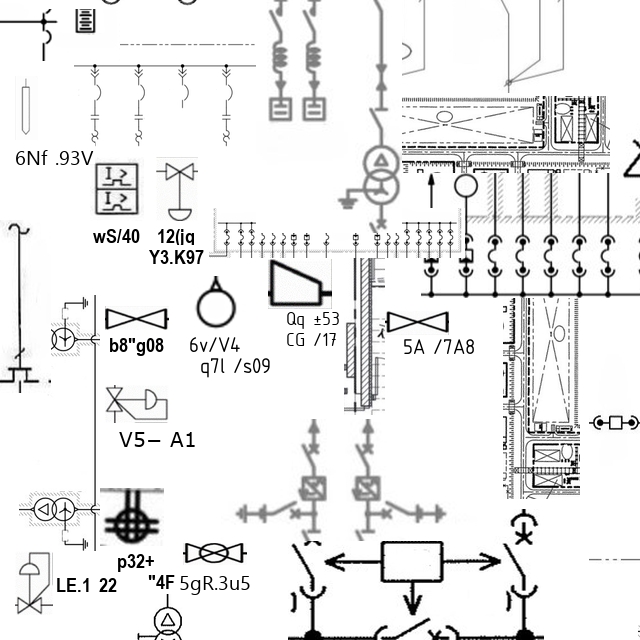 6Nf .93V
wS/40
12(jq
Y3.K97
Qq ±53
CG /17
b8"g08
6v/V4
q7l /s09
5A /7A8
V5− A1
p32+
"4F
5gR.3u5
LE.1 22